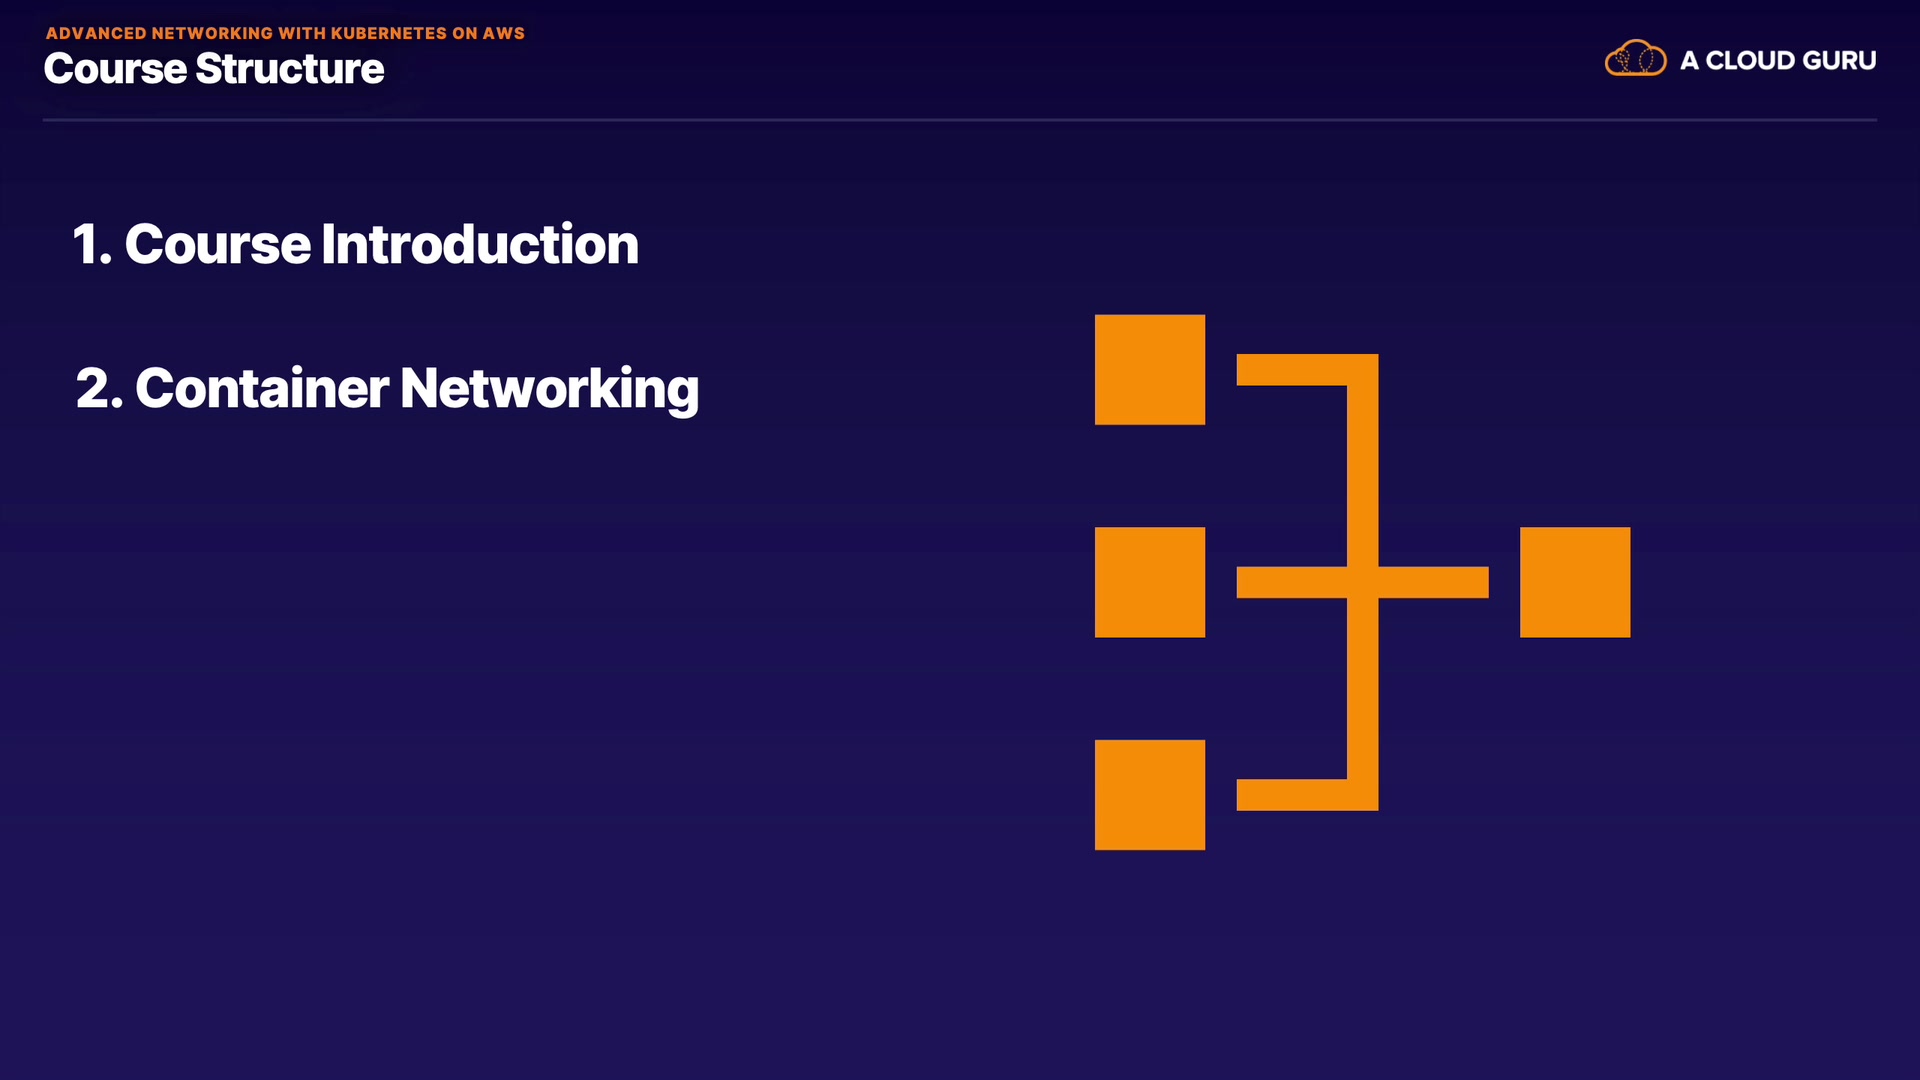 ADVANCED NETWORKING WITH KUBERNETES ON AWS
Course Structure
A CLOUD GURU
1. Course Introduction
2. Container Networking